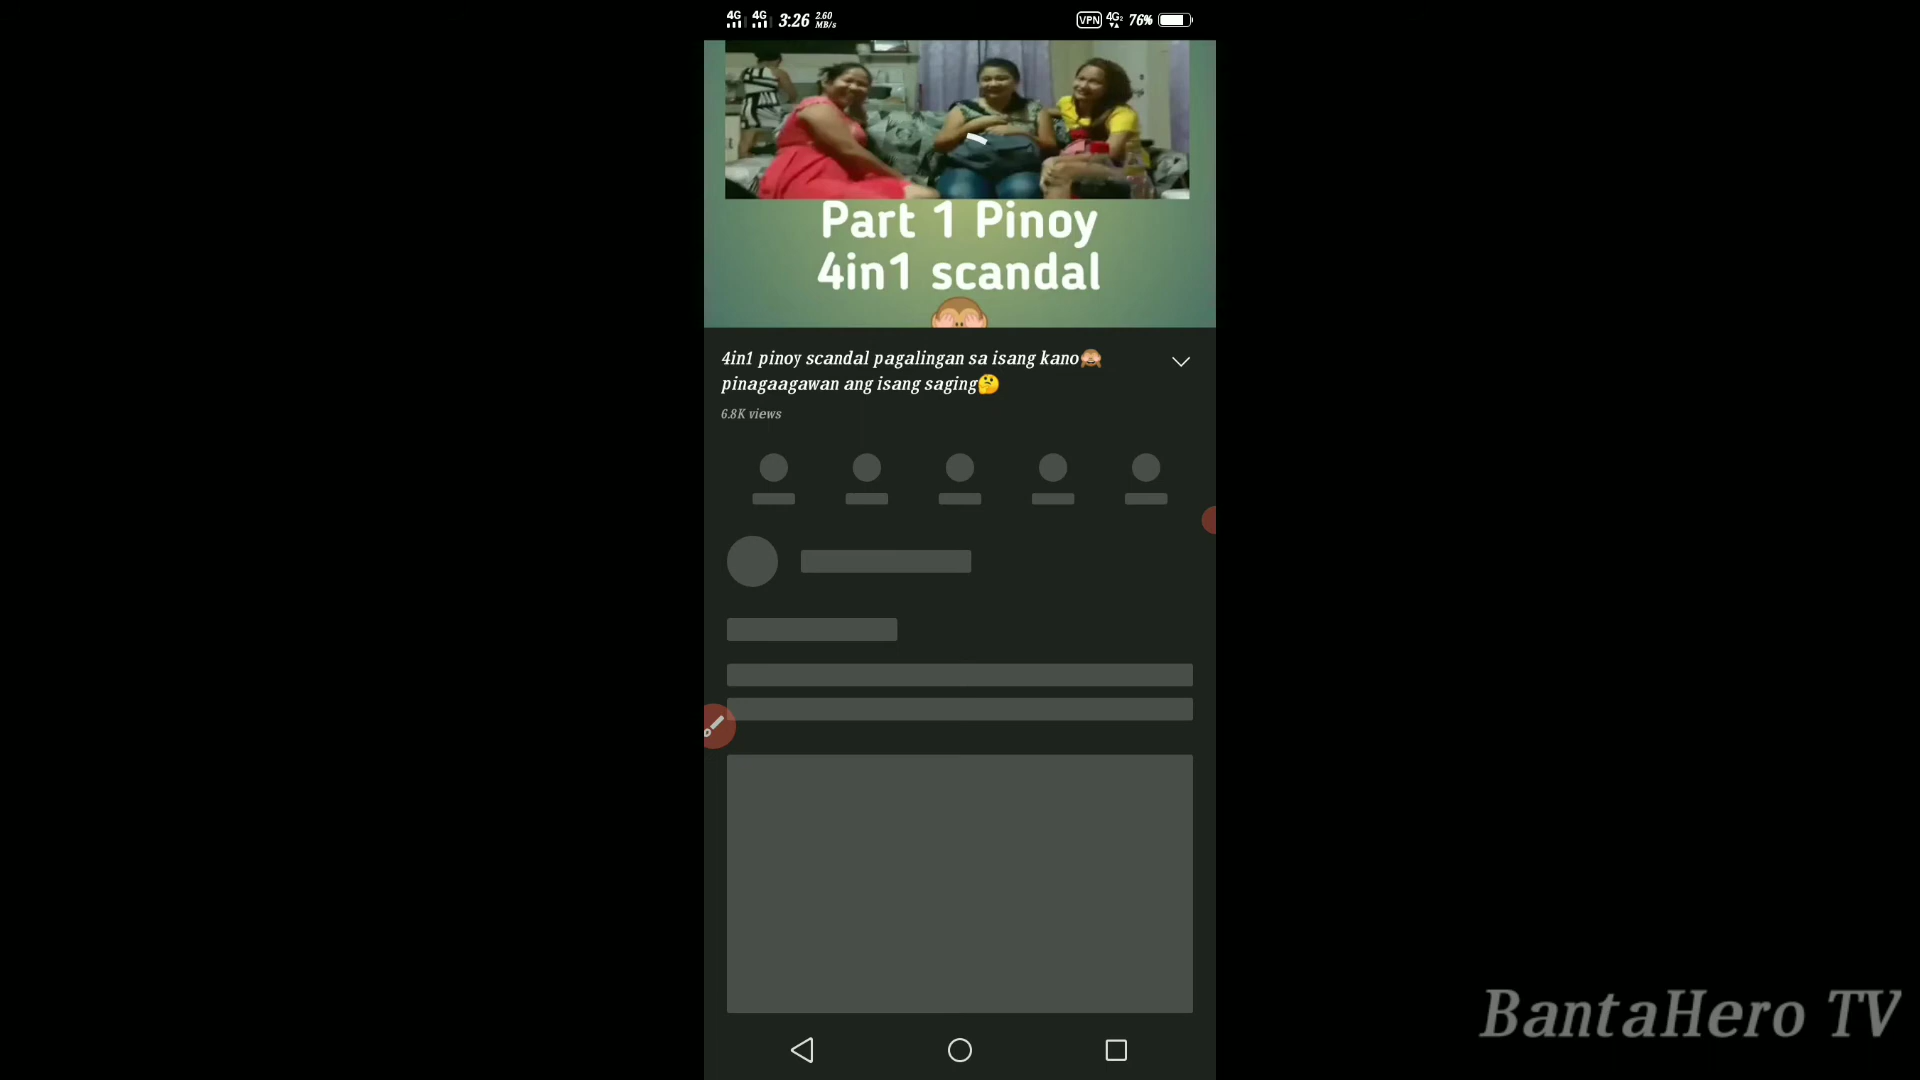 4G 4G 3:26 2.60 MB/s VPN 4G2 76%
Part 1 Pinoy
4in1 scandal
4in1 pinoy scandal pagalingan sa isang kano🙈
pinagaagawan ang isang saging🤔
6.8K views
BantaHero TV